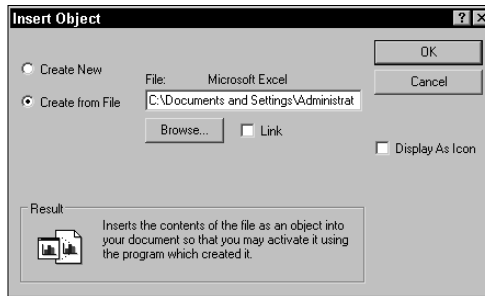 Insert Object
OK
Cancel
Create New
File: Microsoft Excel
Create from File
C:\Documents and Settings\Administrat
Browse...
Link
Display As Icon
Result
Inserts the contents of the file as an object into
your document so that you may activate it using
the program which created it.